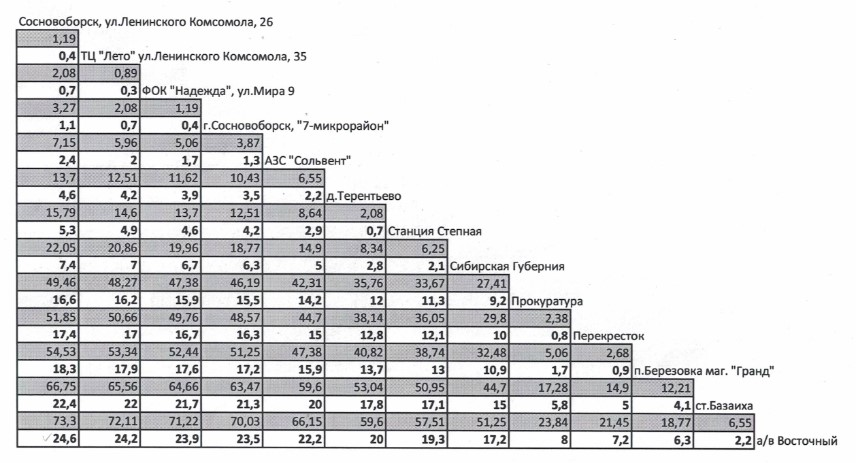 Сосновоборск, ул.Ленинского Комсомола, 26
1,19
0,4 ТЦ "Лето" ул.Ленинского Комсомола, 35
2,08 0,89
0,7 0,3 ФОК "Надежда", ул.Мира 9
3,27 2,08 1,19
1,1 0,7 0,4 г.Сосновоборск, "7-микрорайон"
7,15 5,96 5,06 3,87
2,4 2 1,7 1,3 АЗС "Сольвент"
13,7 12,51 11,62 10,43 6,55
4,6 4,2 3,9 3,5 2,2 д.Терентьево
15,79 14,6 13,7 12,51 8,64 2,08
5,3 4,9 4,6 4,2 2,9 0,7 Станция Степная
22,05 20,86 19,96 18,77 14,9 8,34 6,25
7,4 7 6,7 6,3 5 2,8 2,1 Сибирская Губерния
49,46 48,27 47,38 46,19 42,31 35,76 33,67 27,41
16,6 16,2 15,9 15,5 14,2 12 11,3 9,2 Прокуратура
51,85 50,66 49,76 48,57 44,7 38,14 36,05 29,8 2,38
17,4 17 16,7 16,3 15 12,8 12,1 10 0,8 Перекресток
54,53 53,34 52,44 51,25 47,38 40,82 38,74 32,48 5,06 2,68
18,3 17,9 17,6 17,2 15,9 13,7 13 10,9 1,7 0,9 п.Березовка маг. "Гранд"
66,75 65,56 64,66 63,47 59,6 53,04 50,95 44,7 17,28 14,9 12,21
22,4 22 21,7 21,3 20 17,8 17,1 15 5,8 5 4,1 ст.Базаиха
73,3 72,11 71,22 70,03 66,15 59,6 57,51 51,25 23,84 21,45 18,77 6,55
24,6 24,2 23,9 23,5 22,2 20 19,3 17,2 8 7,2 6,3 2,2 а/в Восточный